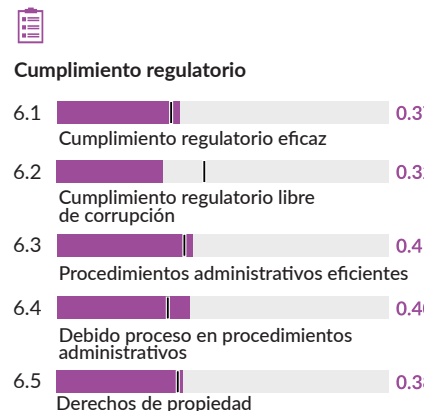 Cumplimiento regulatorio
6.1
Cumplimiento regulatorio eficaz
6.2
Cumplimiento regulatorio libre
de corrupción
6.3
Procedimientos administrativos eficientes
6.4
Debido proceso en procedimientos
administrativos
6.5
Derechos de propiedad